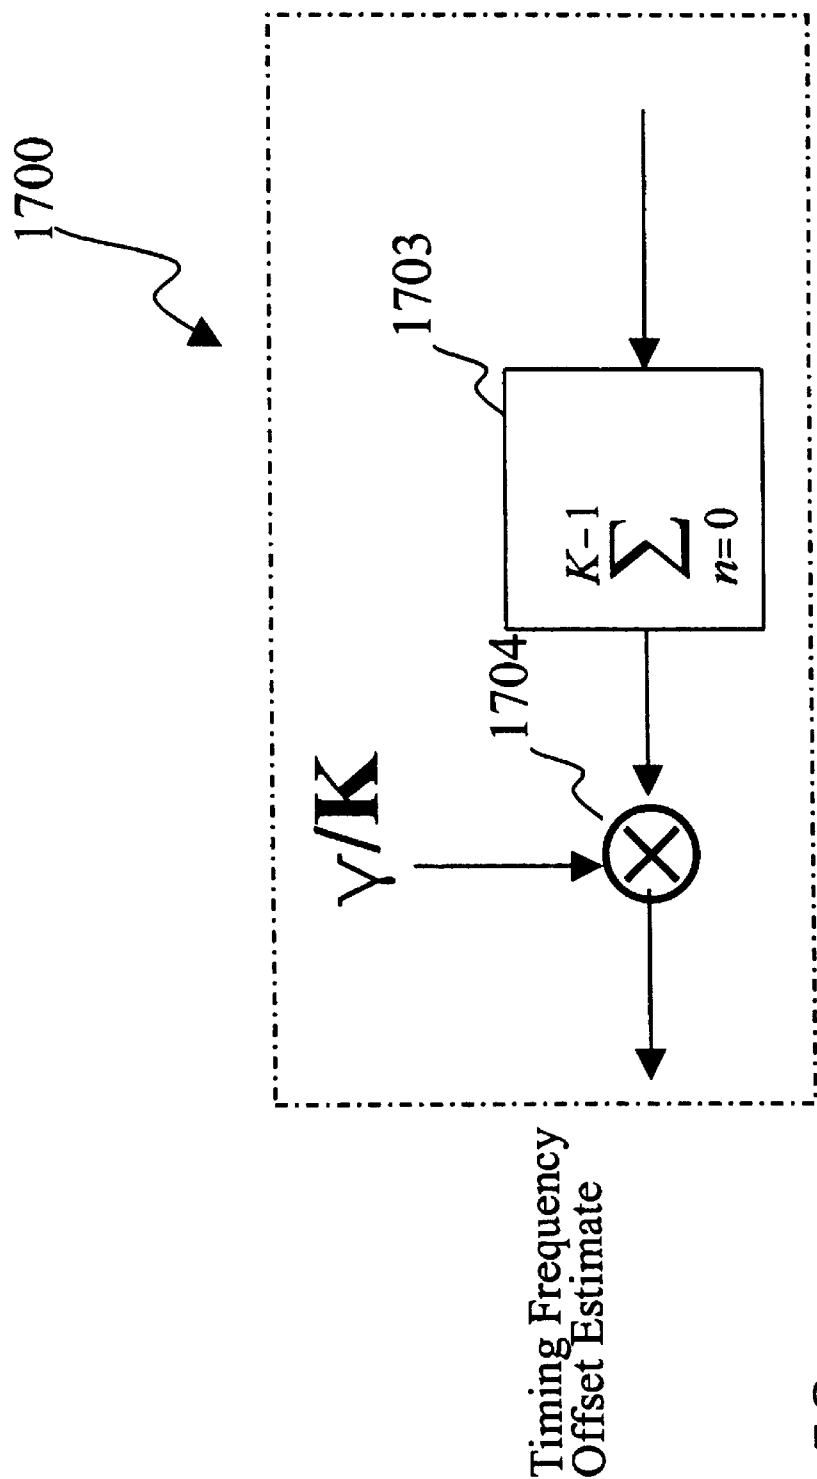 1700
1703
K−1
∑
n=0
1704
γ/K
Timing Frequency
Offset Estimate